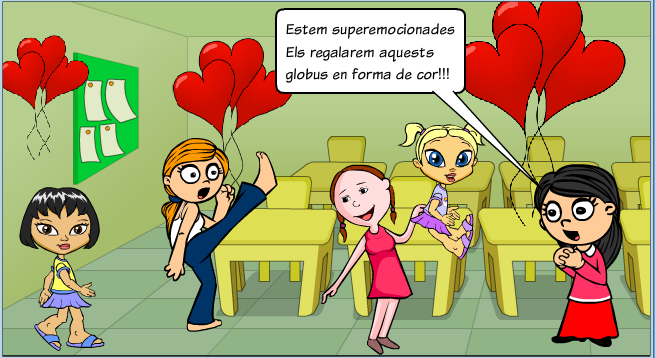 Estem superemocionades
Els regalarem aquests
globus en forma de cor!!!